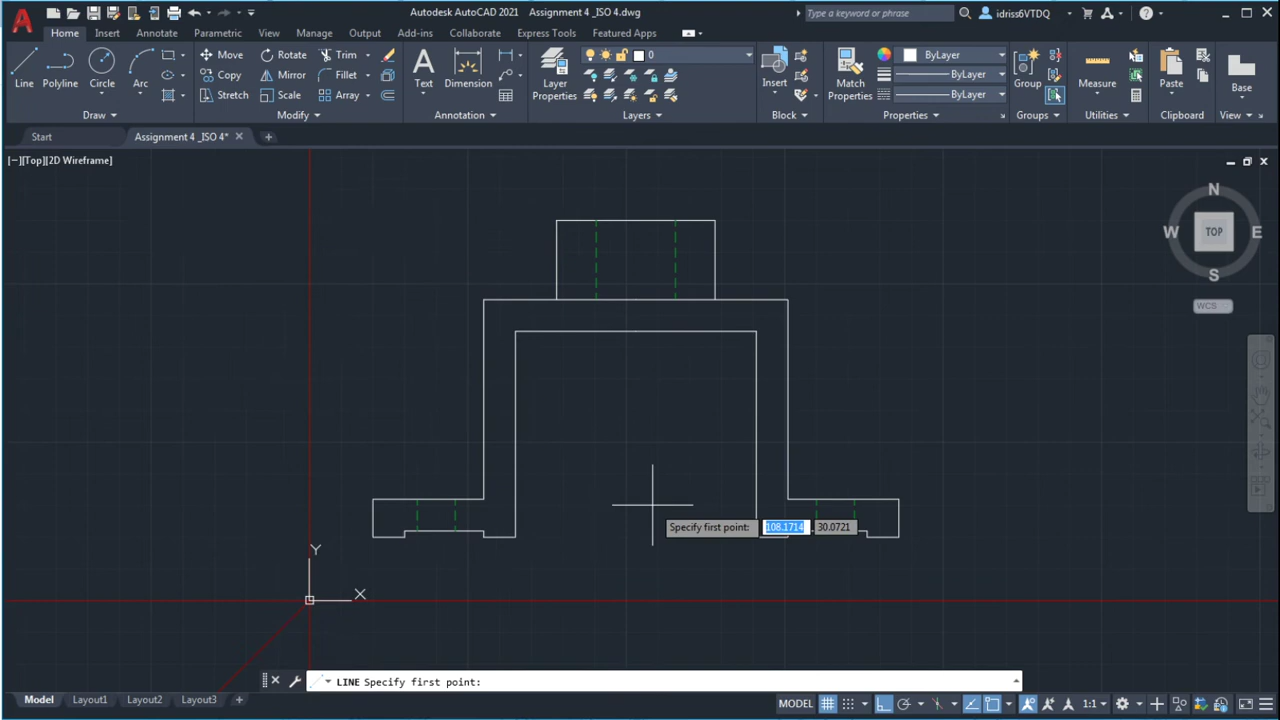 Autodesk AutoCAD 2021 Assignment 4 _ISO 4.dwg
Type a keyword or phrase
idriss6VTDQ
Home Insert Annotate Parametric View Manage Output Add-ins Collaborate Express Tools Featured Apps
Line Polyline Circle Arc
Move Rotate Trim
Copy Mirror Fillet
Stretch Scale Array
Text Dimension
Layer Properties
0
Insert
Match Properties
ByLayer
ByLayer
ByLayer
Group
Measure
Paste
Base
Draw Modify Annotation Layers Block Properties Groups Utilities Clipboard View
Start Assignment 4 _ISO 4*
[−][Top][2D Wireframe]
N
W TOP E
S
WCS
Specify first point: 108.1714 30.0721
Y
X
LINE Specify first point:
Model Layout1 Layout2 Layout3
MODEL 1:1